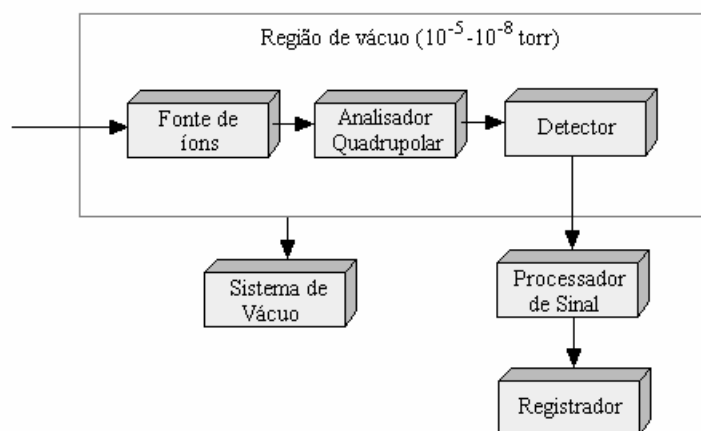 Região de vácuo (10⁻⁵-10⁻⁸ torr)
Fonte de
íons
Analisador
Quadrupolar
Detector
Sistema de
Vácuo
Processador
de Sinal
Registrador